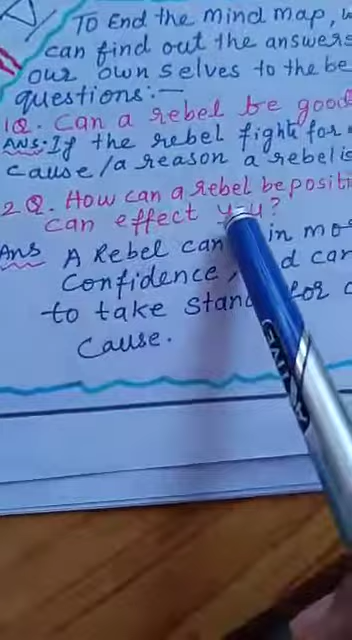 To End the mind map, w
can find out the answers
our own selves to the be
questions:—
1Q. Can a rebel be good
Ans:- If the rebel fights for a
cause/a reason a rebel is
2Q. How can a rebel be positi
can effect you?
Ans A Rebel can in mo
Confidence, d can
to take stand for a
Cause.